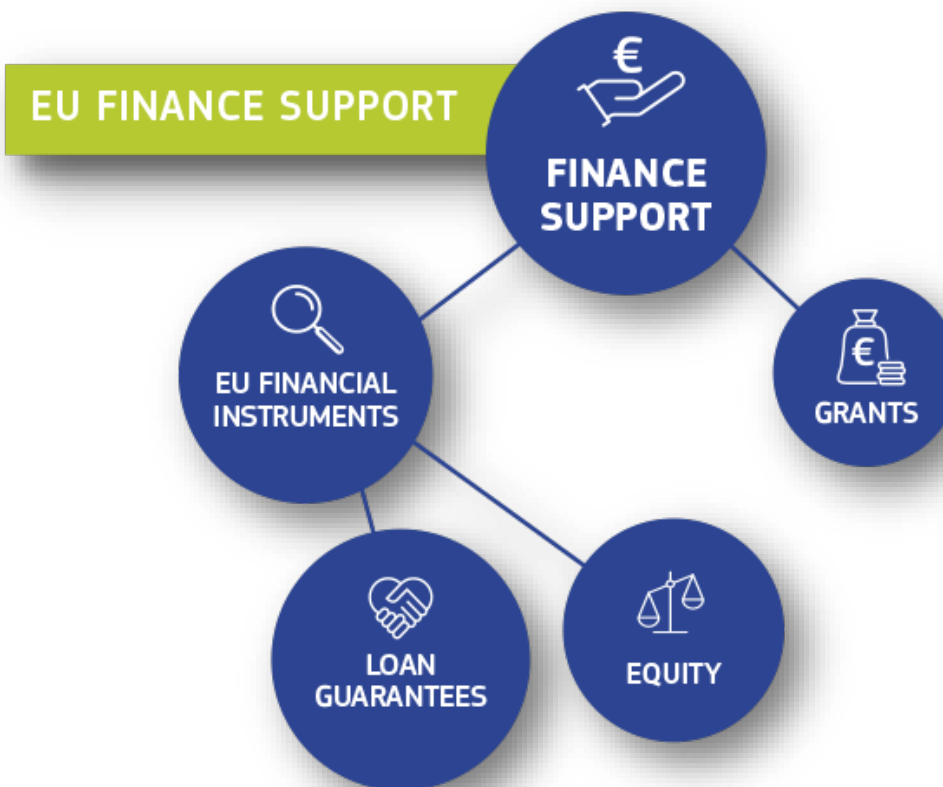 EU FINANCE SUPPORT
€
FINANCE
SUPPORT
EU FINANCIAL
INSTRUMENTS
€
GRANTS
LOAN
GUARANTEES
EQUITY